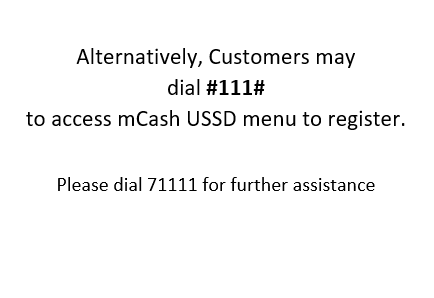 Alternatively, Customers may
dial #111#
to access mCash USSD menu to register.
Please dial 71111 for further assistance